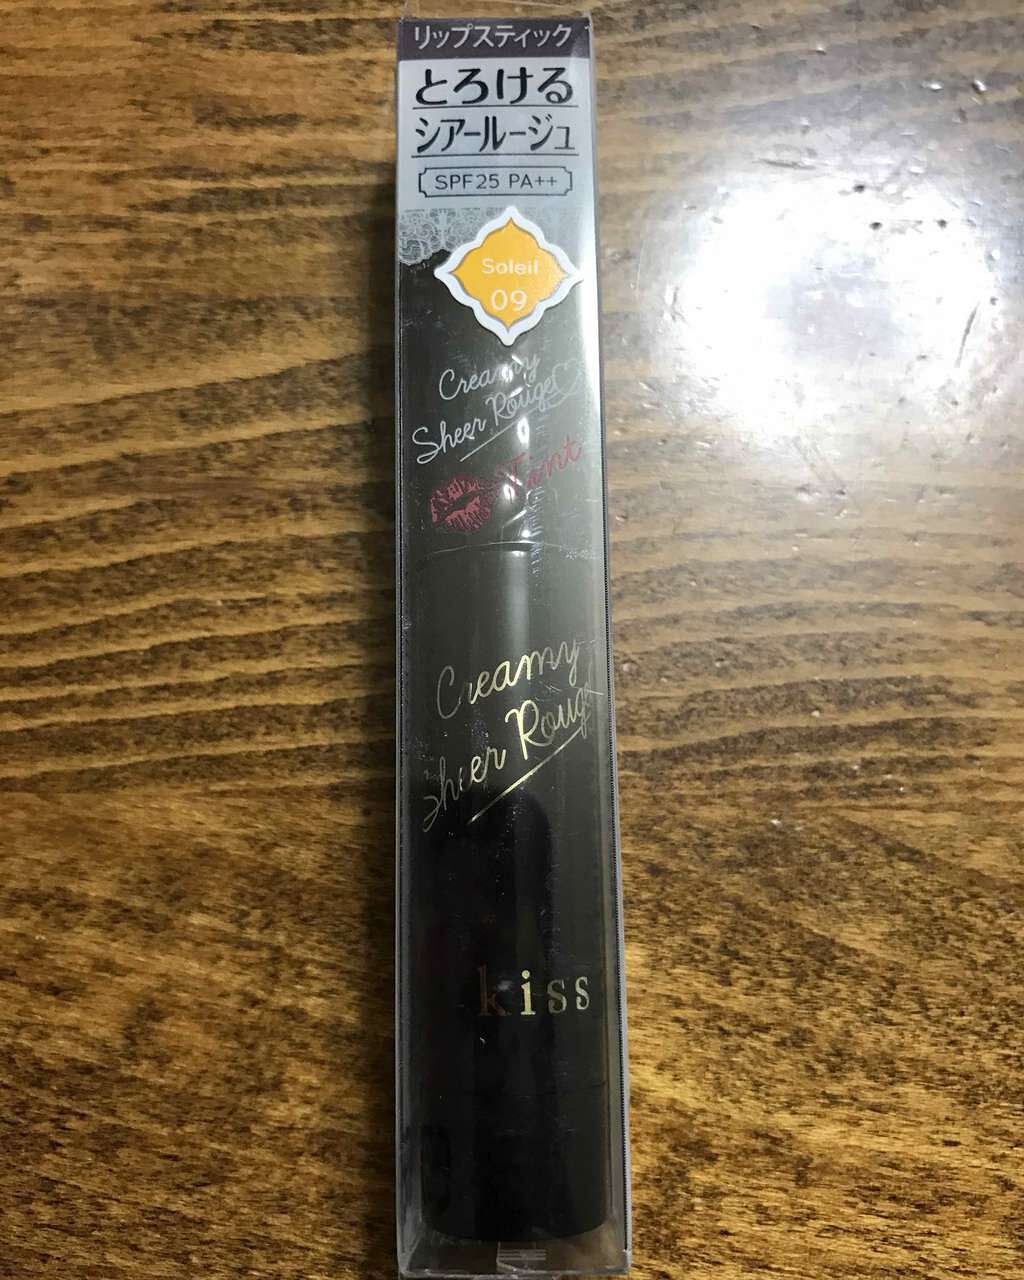 リップスティック
とろける
シアールージュ
SPF25 PA++
Soleil
09
Creamy
Sheer Rouge
Tint
Creamy
Sheer Rouge
kiss